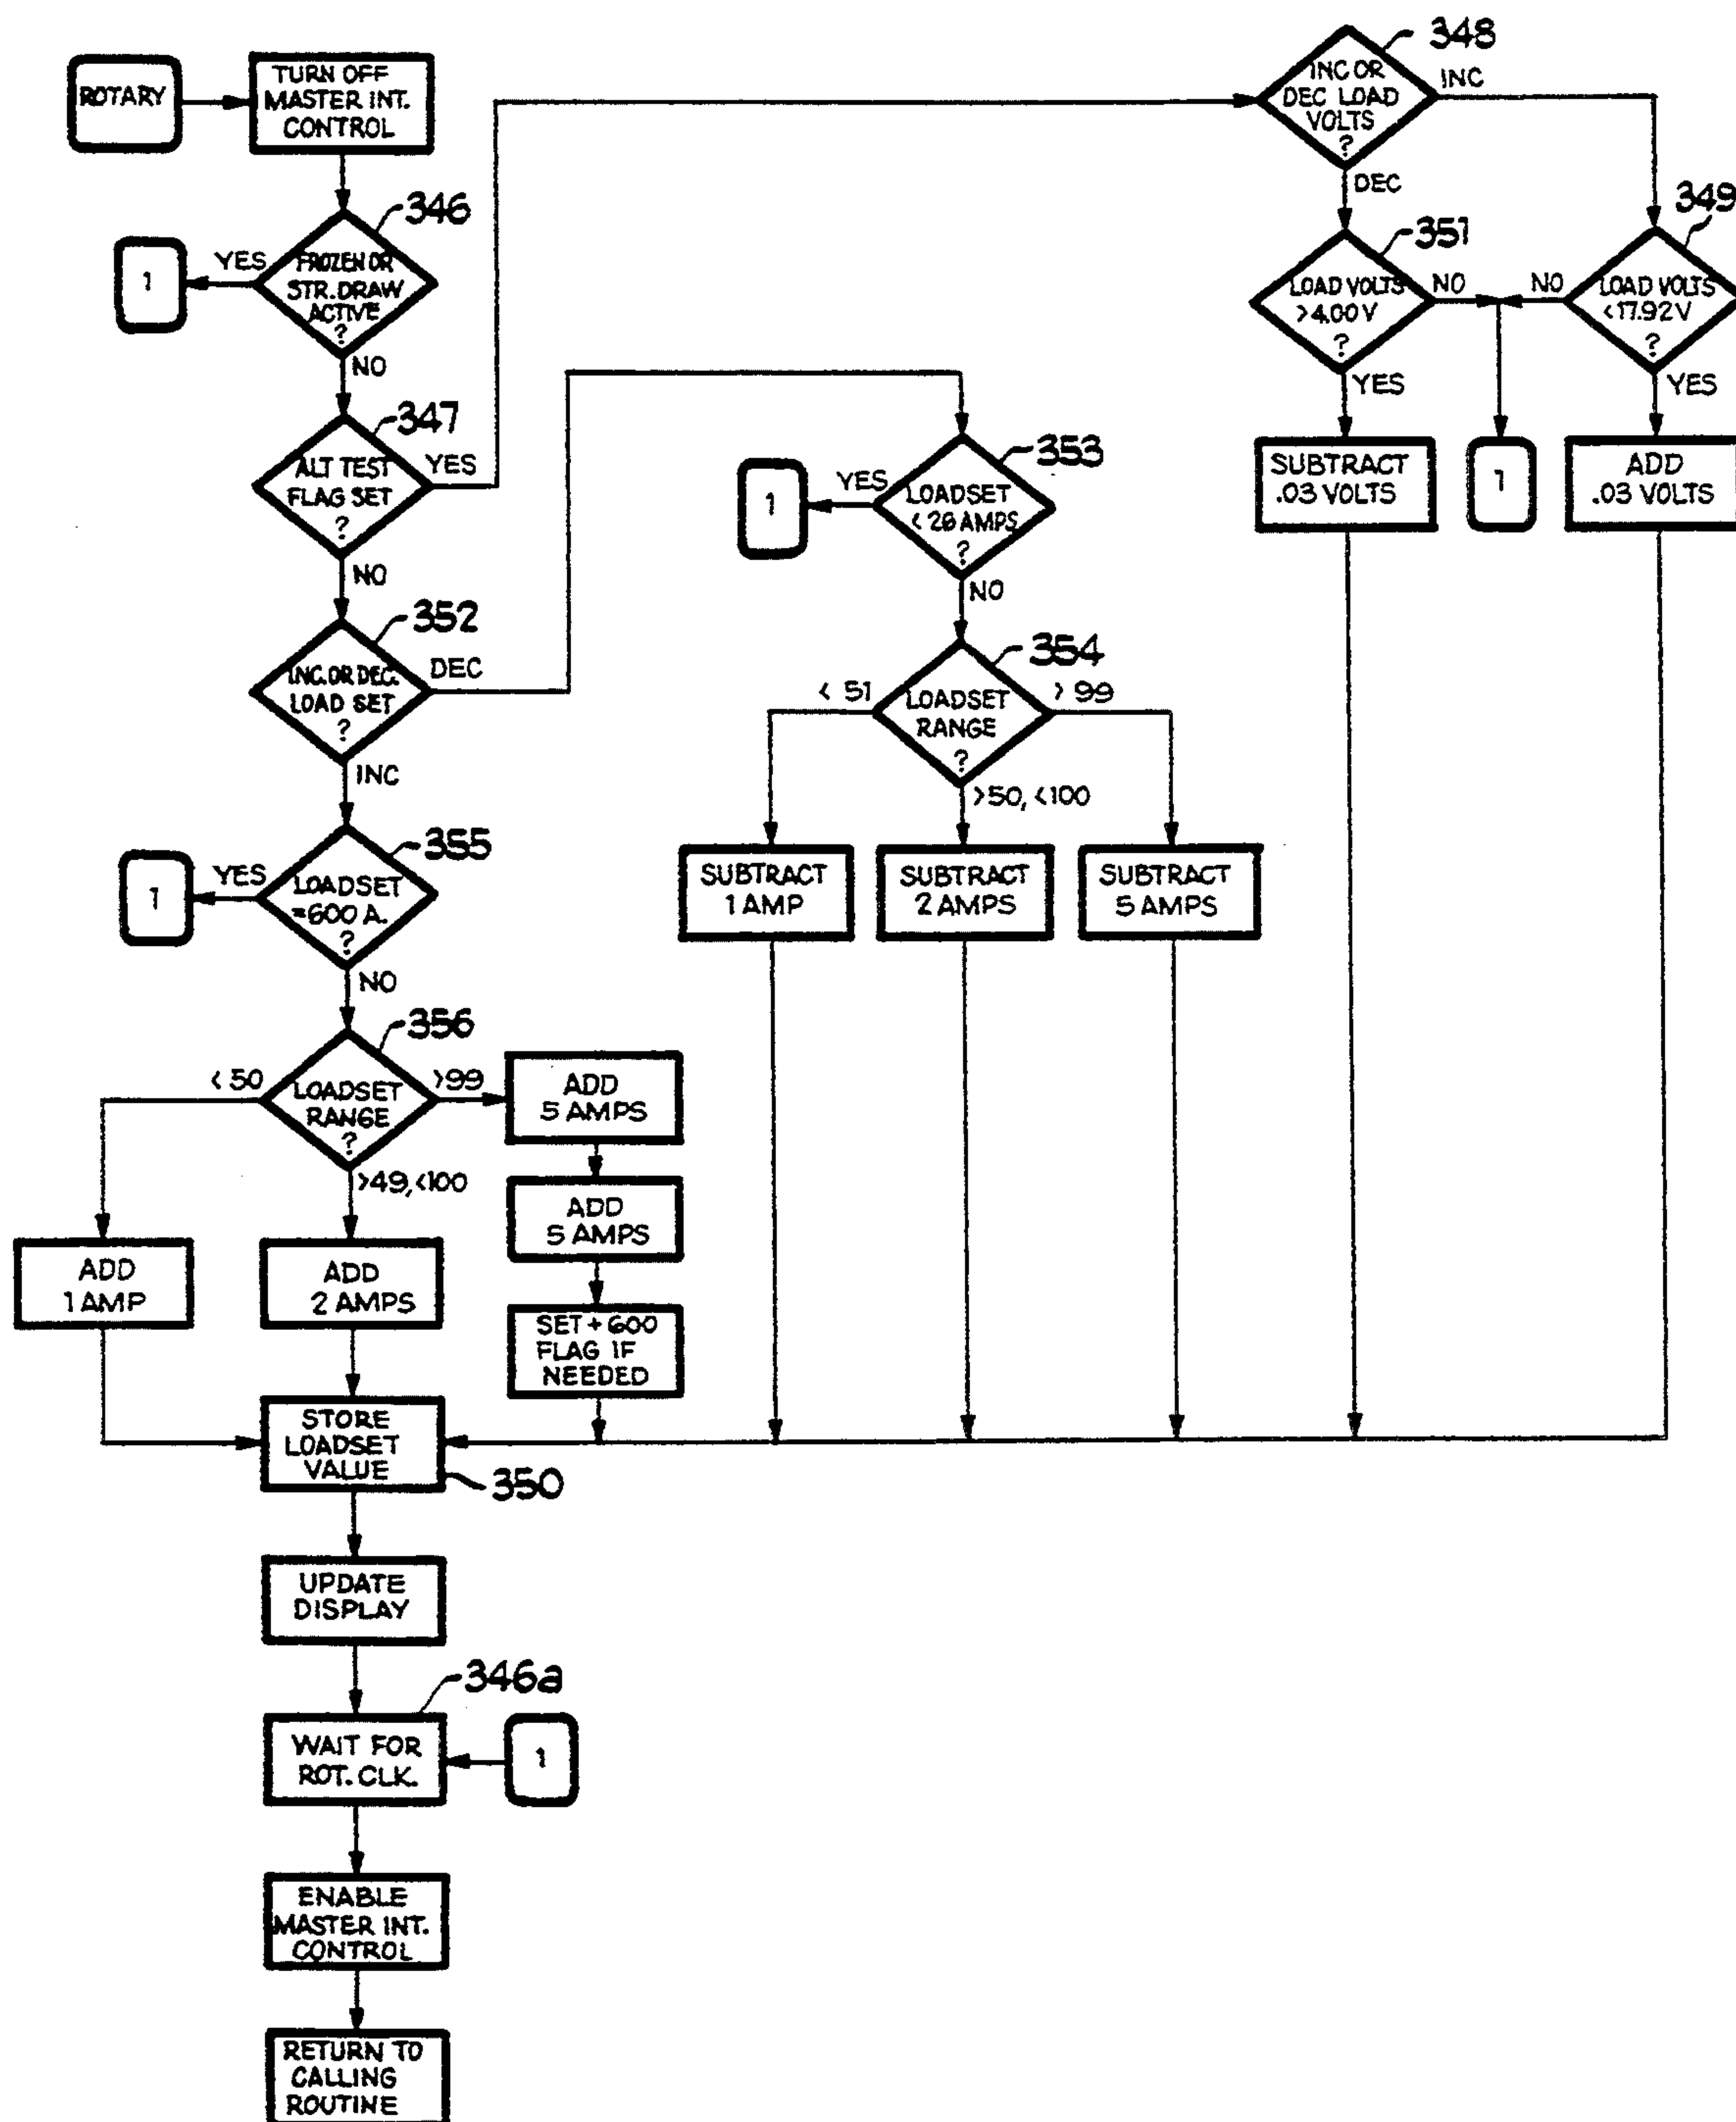 ROTARY
TURN OFF
MASTER INT.
CONTROL
346
FROZEN OR
STR. DRAW
ACTIVE
?
YES
1
NO
347
ALT TEST
FLAG SET
?
YES
NO
352
INC. OR DEC.
LOAD SET
?
DEC
INC
355
LOADSET
=600 A.
?
YES
1
NO
356
LOADSET
RANGE
?
< 50
>99
>49, <100
ADD
1 AMP
ADD
2 AMPS
ADD
5 AMPS
ADD
5 AMPS
SET + 600
FLAG IF
NEEDED
STORE
LOADSET
VALUE
350
UPDATE
DISPLAY
346a
WAIT FOR
ROT. CLK.
1
ENABLE
MASTER INT.
CONTROL
RETURN TO
CALLING
ROUTINE
353
LOADSET
< 26 AMPS
?
YES
1
NO
354
LOADSET
RANGE
?
< 51
> 99
>50, <100
SUBTRACT
1 AMP
SUBTRACT
2 AMPS
SUBTRACT
5 AMPS
348
INC OR
DEC LOAD
VOLTS
?
INC
DEC
351
LOAD VOLTS
>4.00 V
?
NO
YES
349
LOAD VOLTS
<17.92 V
?
NO
YES
SUBTRACT
.03 VOLTS
1
ADD
.03 VOLTS